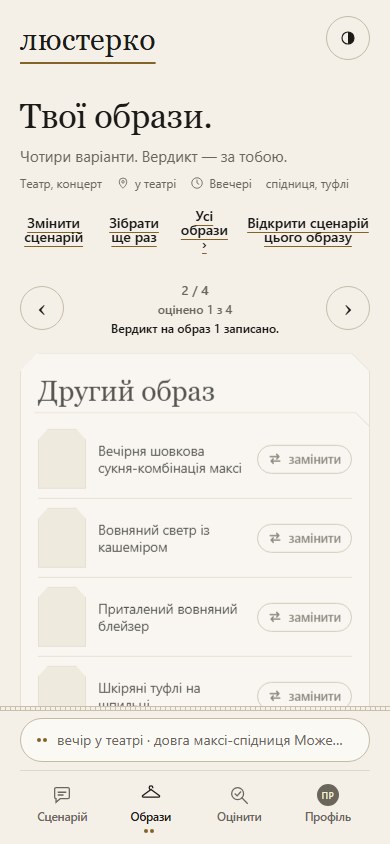 люстерко
Твої образи.
Чотири варіанти. Вердикт — за тобою.
Театр, концерт у театрі Ввечері спідниця, туфлі
Змінити
сценарій
Зібрати
ще раз
Усі
образи
›
Відкрити сценарій
цього образу
2 / 4
оцінено 1 з 4
Вердикт на образ 1 записано.
Другий образ
Вечірня шовкова
сукня-комбінація максі
замінити
Вовняний светр із
кашеміром
замінити
Приталений вовняний
блейзер
замінити
Шкіряні туфлі на
шпильці
замінити
вечір у театрі · довга максі-спідниця Може...
Сценарій
Образи
Оцінити
ПР
Профіль